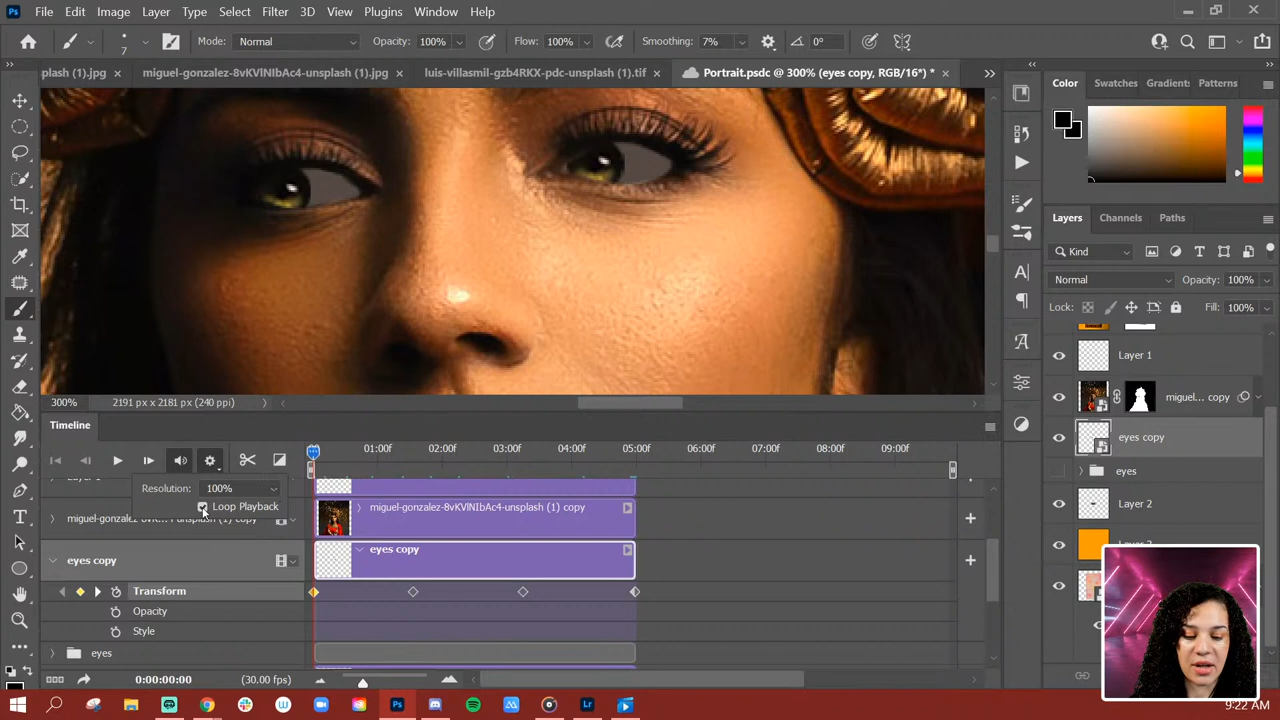 Ps File Edit Image Layer Type Select Filter 3D View Plugins Window Help
7 Mode: Normal Opacity: 100% Flow: 100% Smoothing: 7% 0°
plash (1).jpg × miguel-gonzalez-8vKVlNIbAc4-unsplash (1).jpg × luis-villasmil-gzb4RKX-pdc-unsplash (1).tif × Portrait.psdc @ 300% (eyes copy, RGB/16*) * ×
Color Swatches Gradients Patterns
Layers Channels Paths
Kind
Normal Opacity: 100%
Lock: Fill: 100%
Layer 1
miguel... copy
eyes copy
eyes
Layer 2
300% 2191 px x 2181 px (240 ppi)
Timeline
01:00f 02:00f 03:00f 04:00f 05:00f 06:00f 07:00f 08:00f 09:00f
Resolution: 100%
Loop Playback
miguel-gonzalez-8vKVlNIbAc4-unsplash (1) copy
eyes copy
eyes copy
Transform
Opacity
Style
eyes
0:00:00:00 (30.00 fps)
9:22 AM